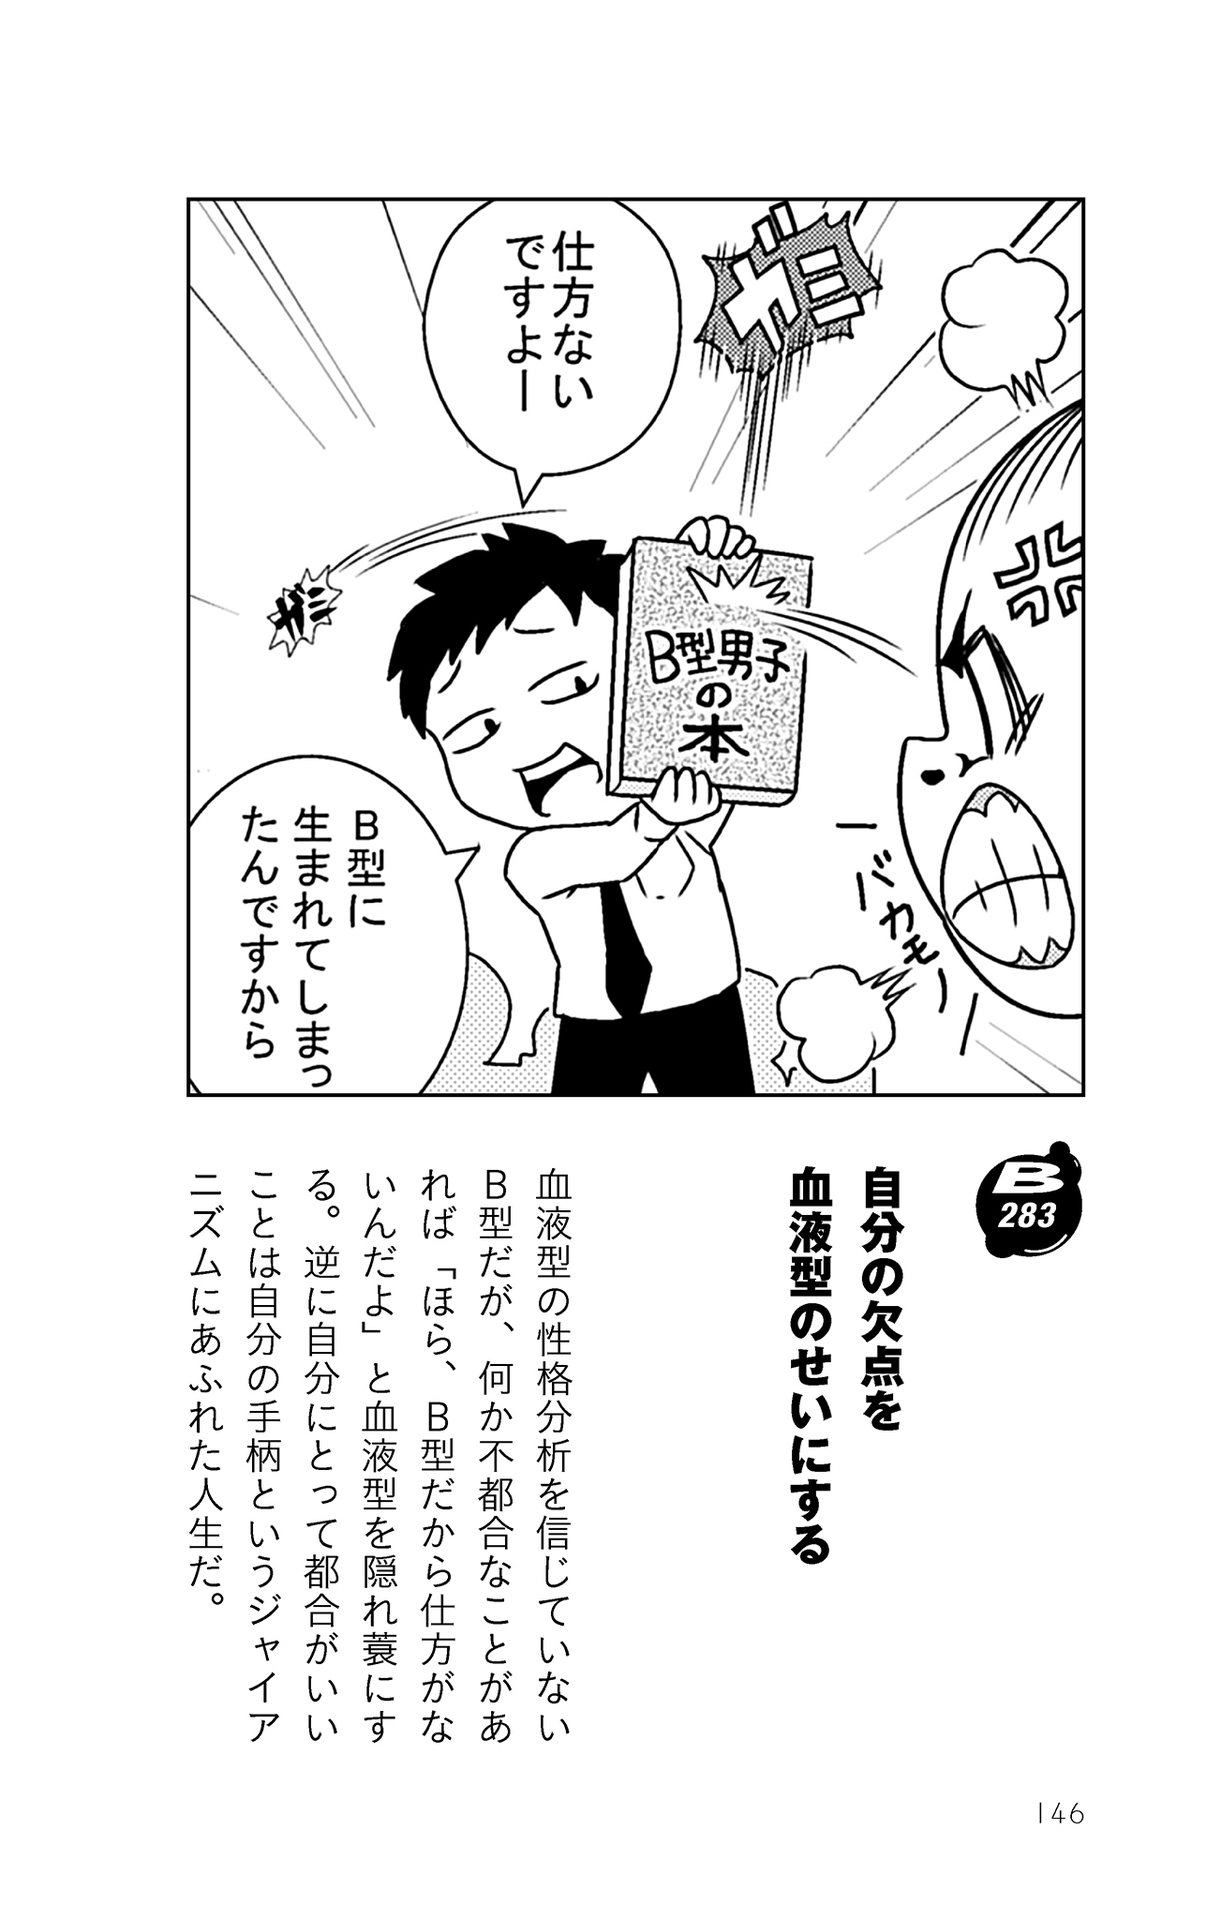 仕方ない
ですよー
ガミ
ガミ
B型男子
の
本
B型に
生まれてしまっ
たんですから
ーバカモーン
B
283
自分の欠点を
血液型のせいにする
血液型の性格分析を信じていない
B型だが、何か不都合なことがあ
れば「ほら、B型だから仕方がな
いんだよ」と血液型を隠れ蓑にす
る。逆に自分にとって都合がいい
ことは自分の手柄というジャイア
ニズムにあふれた人生だ。
146